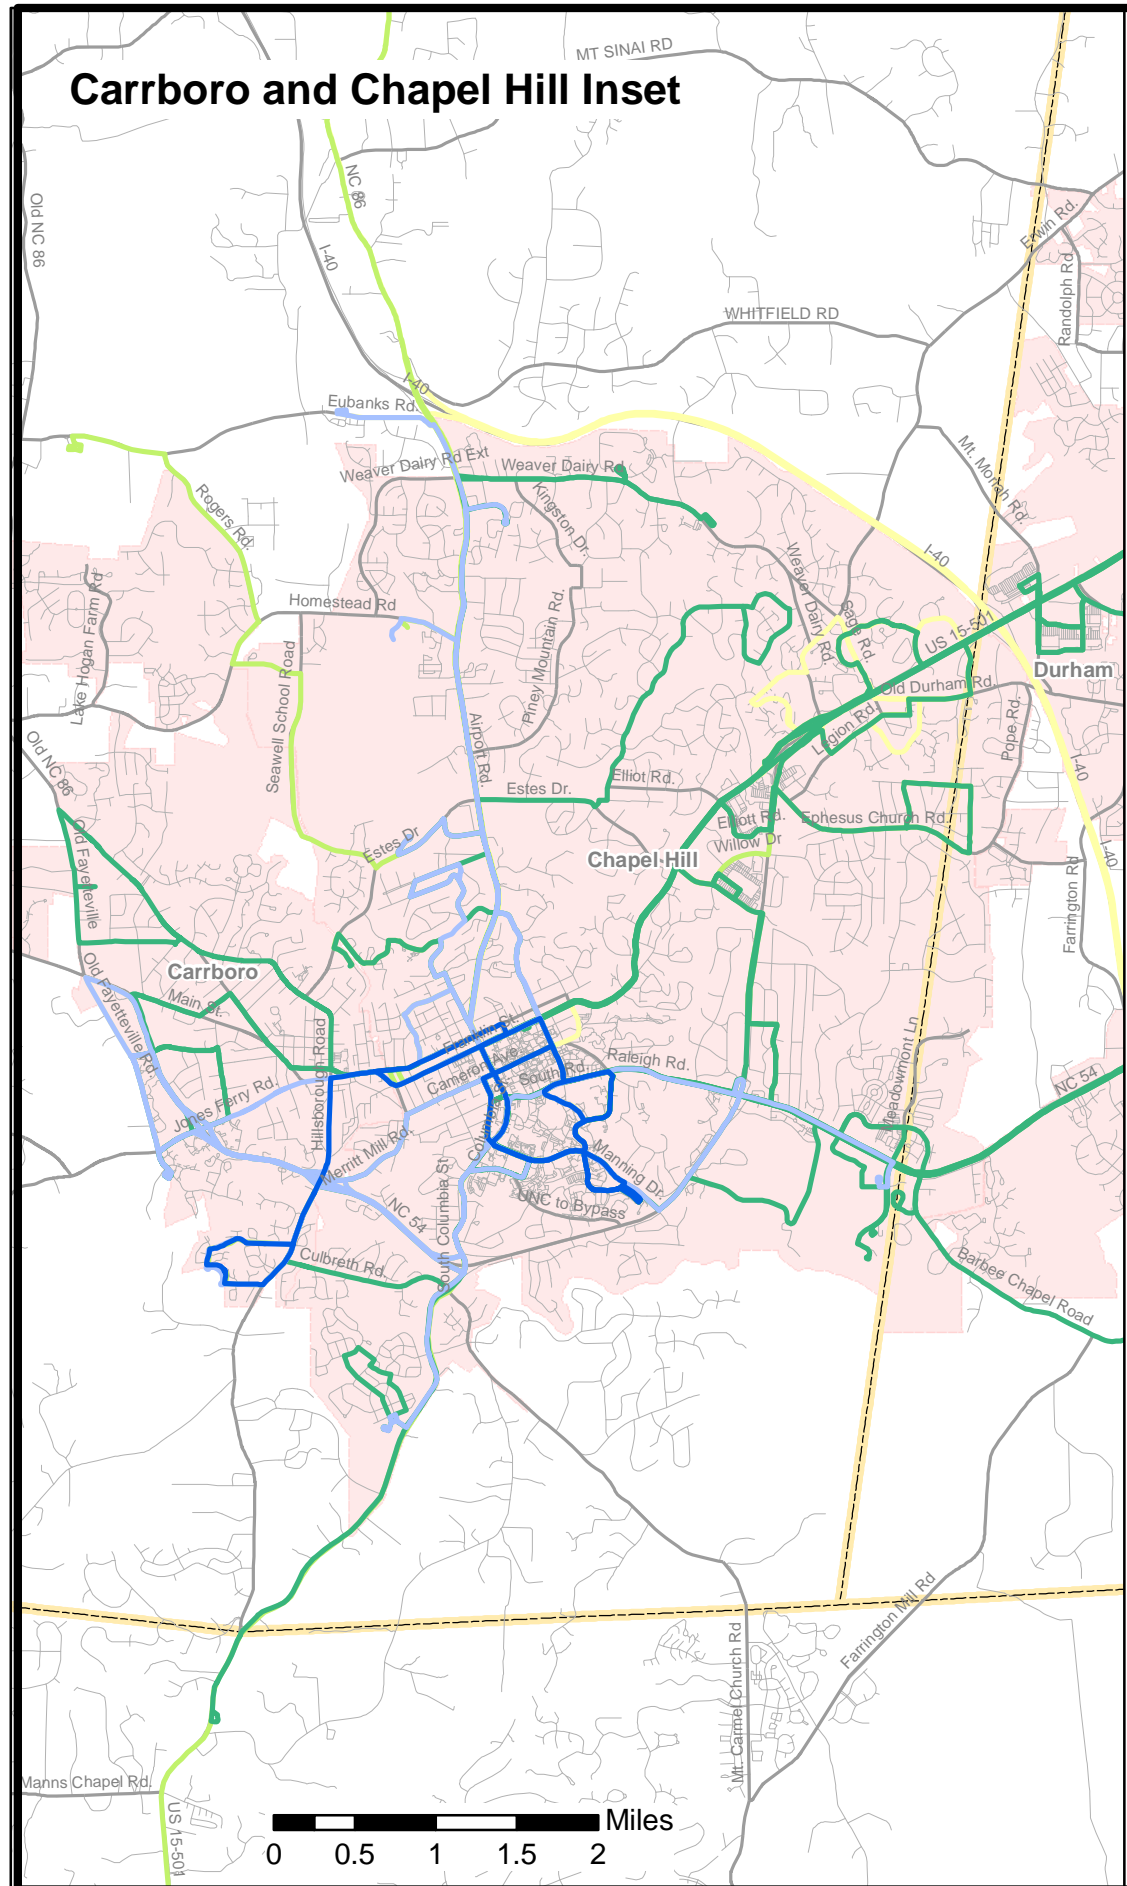 MT SINAI RD
Carrboro and Chapel Hill Inset
NC 86
Old NC 86
Erwin Rd.
I-40
Randolph Rd
WHITFIELD RD
I-40
Eubanks Rd.
Weaver Dairy Rd Ext
Weaver Dairy Rd
Mt. Moriah Rd.
Kingston Dr.
Rogers Rd.
I-40
Weaver Dairy Rd
Lake Hogan Farm Rd
Homestead Rd
Sage Rd.
US 15-501
Piney Mountain Rd.
Seawell School Road
Durham
Old Durham Rd.
Airport Rd.
Legion Rd.
Pope Rd.
Old NC 86
I-40
Elliot Rd.
Estes Dr.
Elliott Rd.
Ephesus Church Rd.
Estes Dr
Willow Dr
I-40
Chapel Hill
Old Fayetteville
Farrington Rd
Carrboro
Main St.
Old Fayetteville Rd.
Franklin St.
Hillsborough Road
Meadowmont Ln
Cameron Ave
South Rd.
Raleigh Rd.
NC 54
Jones Ferry Rd.
Columbia St.
Merritt Mill Rd.
Manning Dr.
NC 54
South Columbia St
UNC to Bypass
Culbreth Rd.
Barbee Chapel Road
Farrington Mill Rd
Mt. Carmel Church Rd
Manns Chapel Rd.
US 15-501
Miles
0 0.5 1 1.5 2